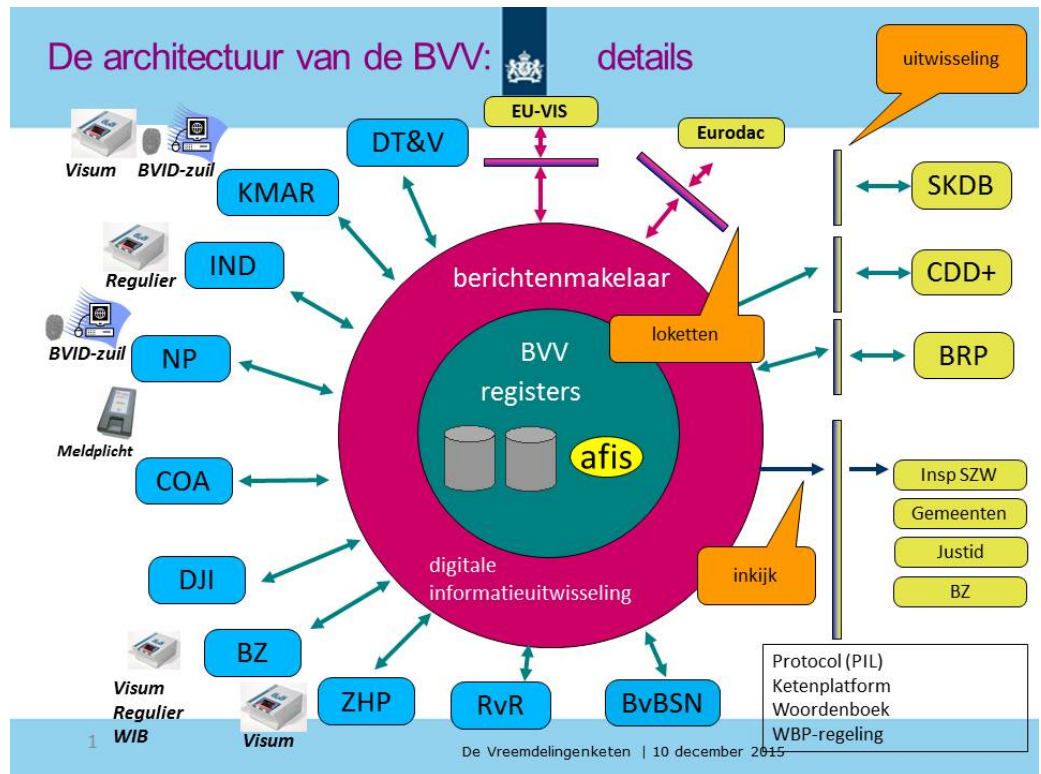 De architectuur van de BVV: details
uitwisseling
EU-VIS
Eurodac
DT&V
Visum BVID-zuil
KMAR
SKDB
IND
Regulier
berichtenmakelaar
CDD+
loketten
BVID-zuil
NP
BVV
registers
BRP
Meldplicht
afis
COA
Insp SZW
Gemeenten
Justid
BZ
inkijk
digitale
informatieuitwisseling
DJI
BZ
Visum
Regulier
WIB
Visum
ZHP
RvR
BvBSN
Protocol (PIL)
Ketenplatform
Woordenboek
WBP-regeling
1
De Vreemdelingenketen | 10 december 2015